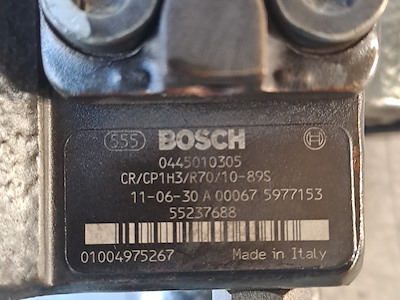 555 BOSCH
0445010305
CR/CP1H3/R70/10-89S
11-06-30 A 00067 5977153
55237688
01004975267 Made in Italy